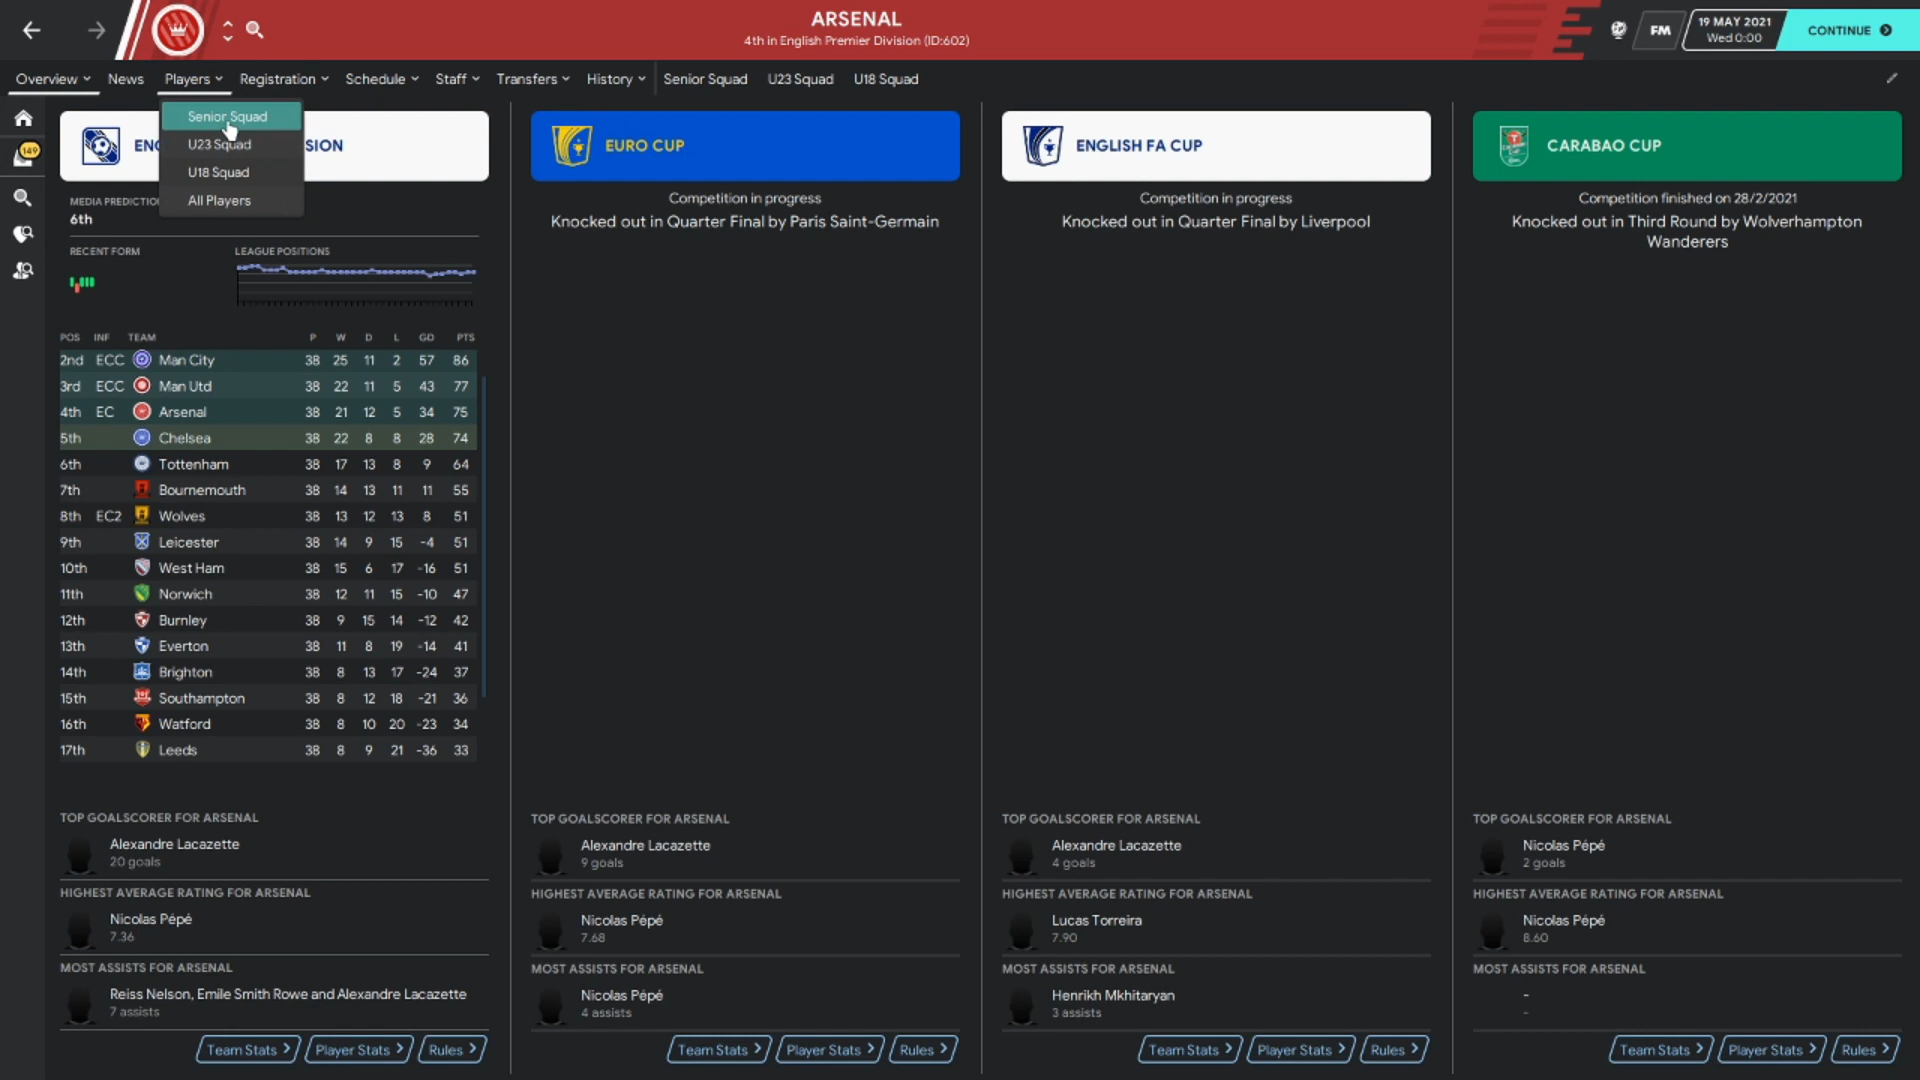 ARSENAL
4th in English Premier Division (ID:602)
FM
19 MAY 2021
Wed 0:00
CONTINUE
Overview
News
Players
Registration
Schedule
Staff
Transfers
History
Senior Squad
U23 Squad
U18 Squad
Senior Squad
U23 Squad
U18 Squad
All Players
149
ENG
SION
MEDIA PREDICTIO
6th
RECENT FORM
LEAGUE POSITIONS
POS INF TEAM P W D L GD PTS
2nd ECC Man City 38 25 11 2 57 86
3rd ECC Man Utd 38 22 11 5 43 77
4th EC Arsenal 38 21 12 5 34 75
5th Chelsea 38 22 8 8 28 74
6th Tottenham 38 17 13 8 9 64
7th Bournemouth 38 14 13 11 11 55
8th EC2 Wolves 38 13 12 13 8 51
9th Leicester 38 14 9 15 -4 51
10th West Ham 38 15 6 17 -16 51
11th Norwich 38 12 11 15 -10 47
12th Burnley 38 9 15 14 -12 42
13th Everton 38 11 8 19 -14 41
14th Brighton 38 8 13 17 -24 37
15th Southampton 38 8 12 18 -21 36
16th Watford 38 8 10 20 -23 34
17th Leeds 38 8 9 21 -36 33
TOP GOALSCORER FOR ARSENAL
Alexandre Lacazette
20 goals
HIGHEST AVERAGE RATING FOR ARSENAL
Nicolas Pépé
7.36
MOST ASSISTS FOR ARSENAL
Reiss Nelson, Emile Smith Rowe and Alexandre Lacazette
7 assists
Team Stats
Player Stats
Rules
EURO CUP
Competition in progress
Knocked out in Quarter Final by Paris Saint-Germain
TOP GOALSCORER FOR ARSENAL
Alexandre Lacazette
9 goals
HIGHEST AVERAGE RATING FOR ARSENAL
Nicolas Pépé
7.68
MOST ASSISTS FOR ARSENAL
Nicolas Pépé
4 assists
Team Stats
Player Stats
Rules
ENGLISH FA CUP
Competition in progress
Knocked out in Quarter Final by Liverpool
TOP GOALSCORER FOR ARSENAL
Alexandre Lacazette
4 goals
HIGHEST AVERAGE RATING FOR ARSENAL
Lucas Torreira
7.90
MOST ASSISTS FOR ARSENAL
Henrikh Mkhitaryan
3 assists
Team Stats
Player Stats
Rules
CARABAO CUP
Competition finished on 28/2/2021
Knocked out in Third Round by Wolverhampton
Wanderers
TOP GOALSCORER FOR ARSENAL
Nicolas Pépé
2 goals
HIGHEST AVERAGE RATING FOR ARSENAL
Nicolas Pépé
8.60
MOST ASSISTS FOR ARSENAL
-
-
Team Stats
Player Stats
Rules